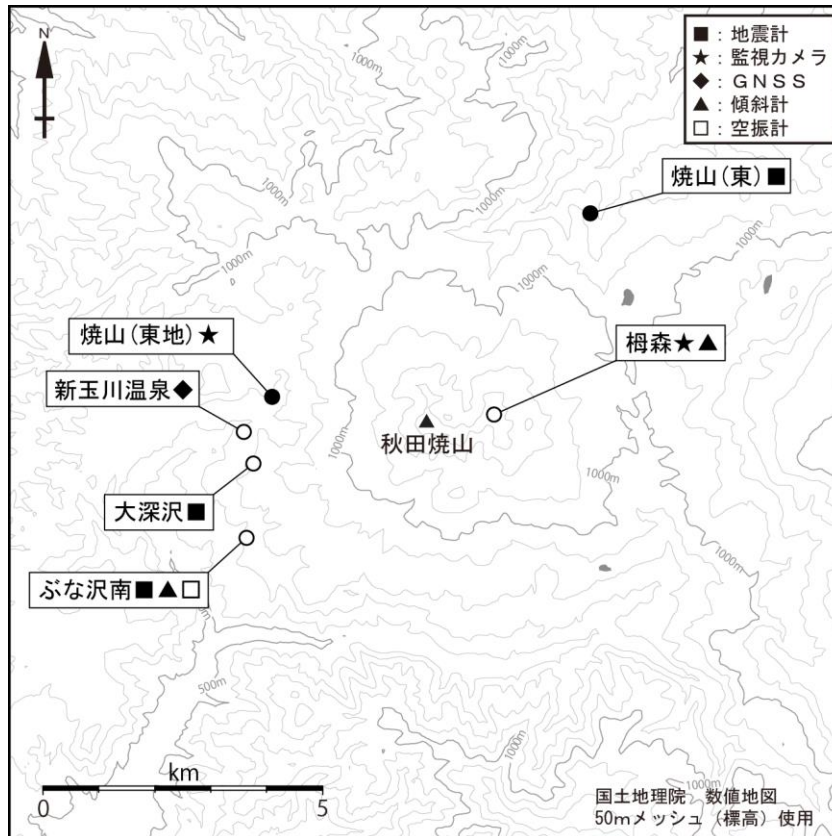 N
■：地震計
★：監視カメラ
◆：ＧＮＳＳ
▲：傾斜計
□：空振計
1000m
1000m
1000m
1000m
焼山(東)■
1000m
1000m
1000m
焼山(東地)★
栂森★▲
新玉川温泉◆
秋田焼山
1000m
1000m
大深沢■
1000m
ぶな沢南■▲□
500m
1000m
1000m
km
0
5
国土地理院　数値地図
50mメッシュ（標高）使用